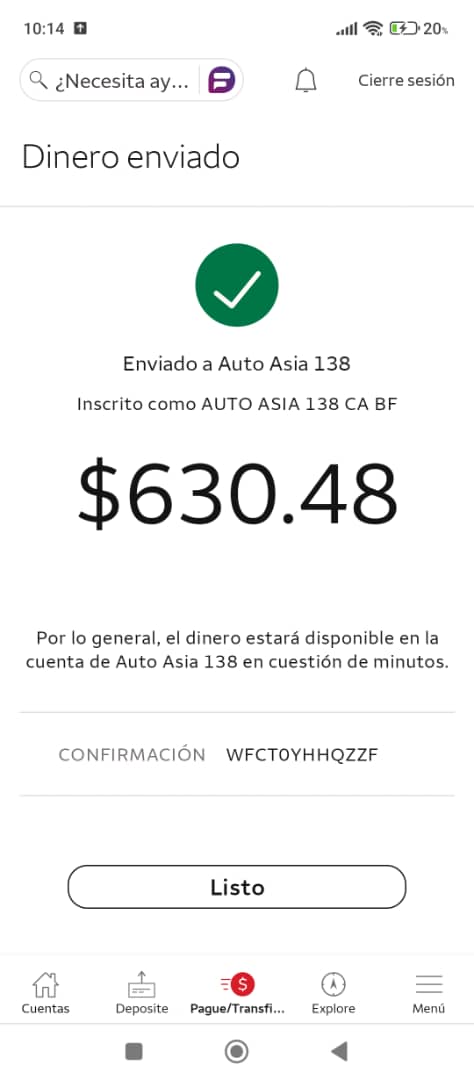 10:14 20%
¿Necesita ay... Cierre sesión
Dinero enviado
Enviado a Auto Asia 138
Inscrito como AUTO ASIA 138 CA BF
$630.48
Por lo general, el dinero estará disponible en la
cuenta de Auto Asia 138 en cuestión de minutos.
CONFIRMACIÓN WFCT0YHHQZZF
Listo
Cuentas Deposite Pague/Transfi... Explore Menú